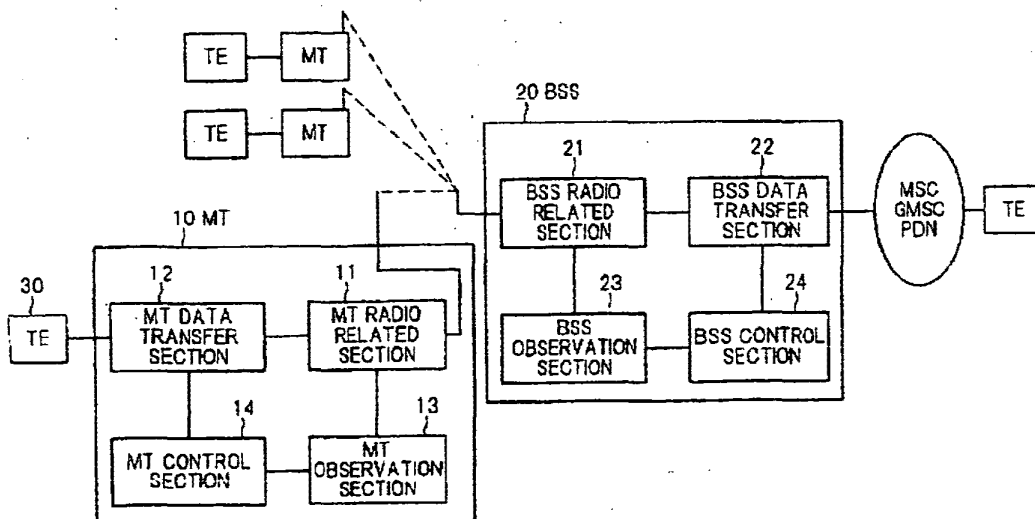 TE
MT
TE
MT
20 BSS
21
BSS RADIO
RELATED
SECTION
22
BSS DATA
TRANSFER
SECTION
MSC
GMSC
PDN
TE
23
BSS
OBSERVATION
SECTION
24
BSS CONTROL
SECTION
10 MT
30
TE
12
MT DATA
TRANSFER
SECTION
11
MT RADIO
RELATED
SECTION
14
MT CONTROL
SECTION
13
MT
OBSERVATION
SECTION